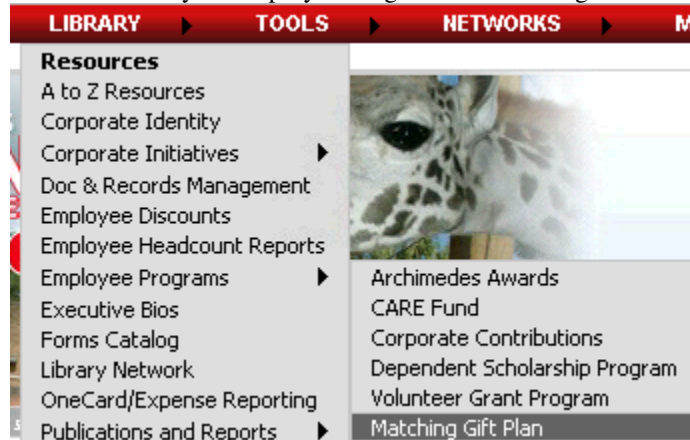 LIBRARY TOOLS NETWORKS
Resources
A to Z Resources
Corporate Identity
Corporate Initiatives
Doc & Records Management
Employee Discounts
Employee Headcount Reports
Employee Programs
Executive Bios
Forms Catalog
Library Network
OneCard/Expense Reporting
Publications and Reports
Archimedes Awards
CARE Fund
Corporate Contributions
Dependent Scholarship Program
Volunteer Grant Program
Matching Gift Plan